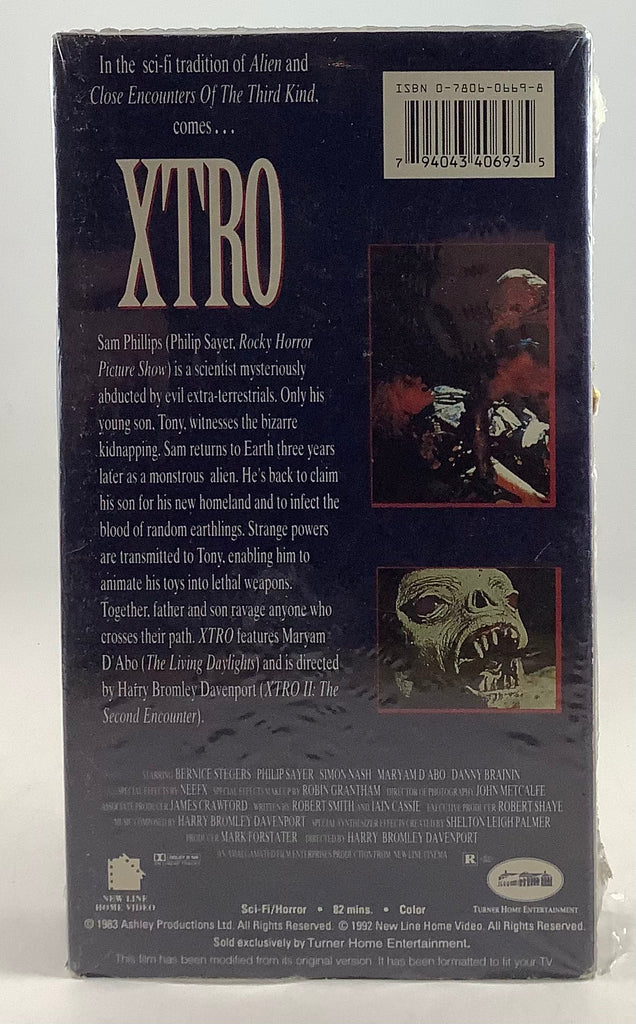 In the sci-fi tradition of Alien and
Close Encounters Of The Third Kind,
comes...
XTRO
ISBN 0-7806-0669-8
7 94043 40693 5
Sam Phillips (Philip Sayer, Rocky Horror
Picture Show) is a scientist mysteriously
abducted by evil extra-terrestrials. Only his
young son, Tony, witnesses the bizarre
kidnapping. Sam returns to Earth three years
later as a monstrous alien. He's back to claim
his son for his new homeland and to infect the
blood of random earthlings. Strange powers
are transmitted to Tony, enabling him to
animate his toys into lethal weapons.
Together, father and son ravage anyone who
crosses their path. XTRO features Maryam
D'Abo (The Living Daylights) and is directed
by Harry Bromley Davenport (XTRO II: The
Second Encounter).
STARRING BERNICE STEGERS PHILIP SAYER SIMON NASH MARYAM D'ABO DANNY BRAININ
SPECIAL EFFECTS BY NEEFX SPECIAL EFFECTS MAKEUP BY ROBIN GRANTHAM DIRECTOR OF PHOTOGRAPHY JOHN METCALFE
ASSOCIATE PRODUCER JAMES CRAWFORD WRITTEN BY ROBERT SMITH AND IAIN CASSIE EXECUTIVE PRODUCER ROBERT SHAYE
MUSIC COMPOSED BY HARRY BROMLEY DAVENPORT SPECIAL SYNTHESIZER EFFECTS CREATED BY SHELTON LEIGH PALMER
PRODUCER MARK FORSTATER DIRECTED BY HARRY BROMLEY DAVENPORT
AN AMALGAMATED FILM ENTERPRISES PRODUCTION FROM NEW LINE CINEMA
R
NEW LINE
HOME VIDEO
TURNER HOME ENTERTAINMENT
Sci-Fi/Horror • 82 mins. • Color
© 1983 Ashley Productions Ltd. All Rights Reserved. © 1992 New Line Home Video. All Rights Reserved.
Sold exclusively by Turner Home Entertainment.
This film has been modified from its original version. It has been formatted to fit your TV.